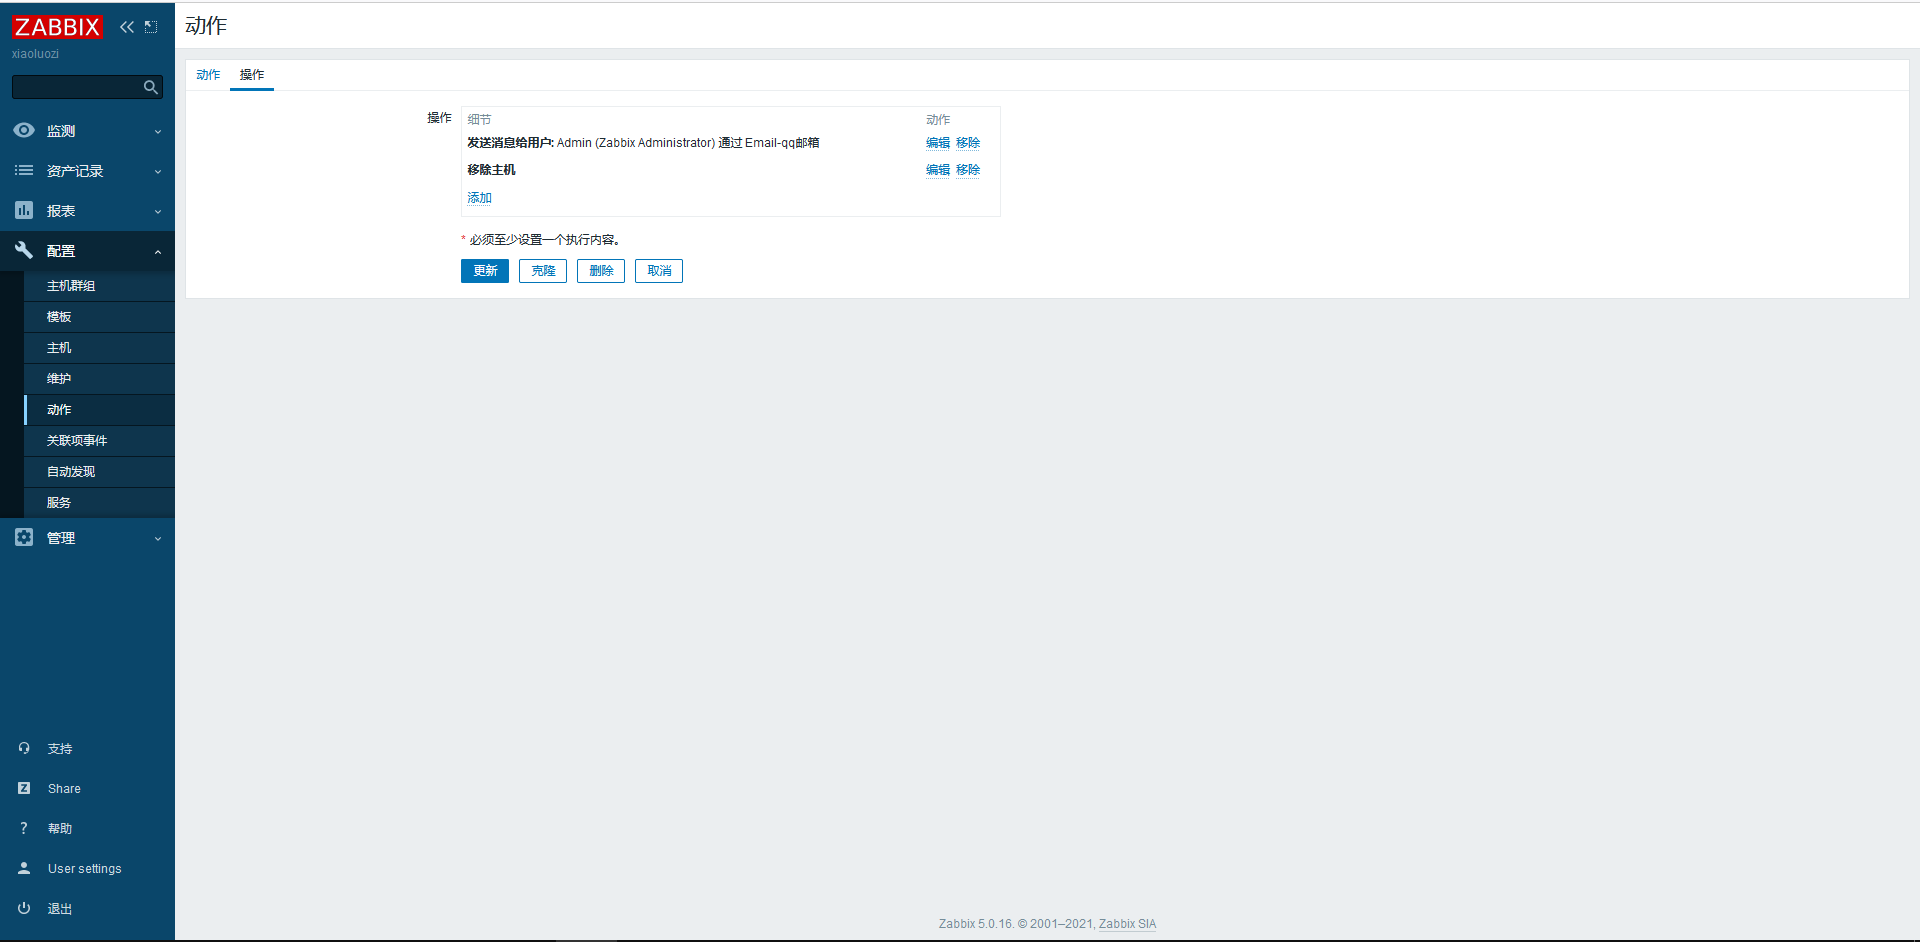 ZABBIX
xiaoluozi
监测
资产记录
报表
配置
主机群组
模板
主机
维护
动作
关联项事件
自动发现
服务
管理
支持
Share
帮助
User settings
退出
动作
动作 操作
操作 细节 动作
发送消息给用户: Admin (Zabbix Administrator) 通过 Email-qq邮箱 编辑 移除
移除主机 编辑 移除
添加
* 必须至少设置一个执行内容。
更新 克隆 删除 取消
Zabbix 5.0.16. © 2001–2021, Zabbix SIA